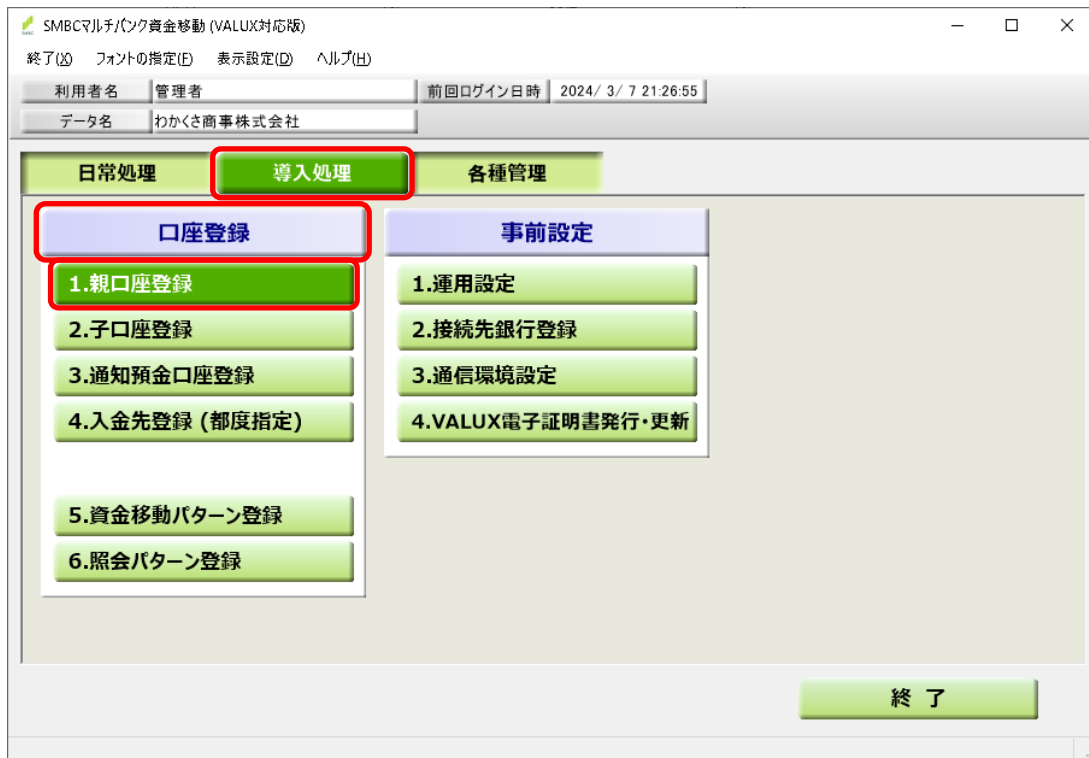 SMBCマルチバンク資金移動 (VALUX対応版)
終了(X) フォントの指定(F) 表示設定(D) ヘルプ(H)
利用者名 管理者 前回ログイン日時 2024/ 3/ 7 21:26:55
データ名 わかくさ商事株式会社
日常処理 導入処理 各種管理
口座登録 事前設定
1.親口座登録 1.運用設定
2.子口座登録 2.接続先銀行登録
3.通知預金口座登録 3.通信環境設定
4.入金先登録 (都度指定) 4.VALUX電子証明書発行・更新
5.資金移動パターン登録
6.照会パターン登録
終 了